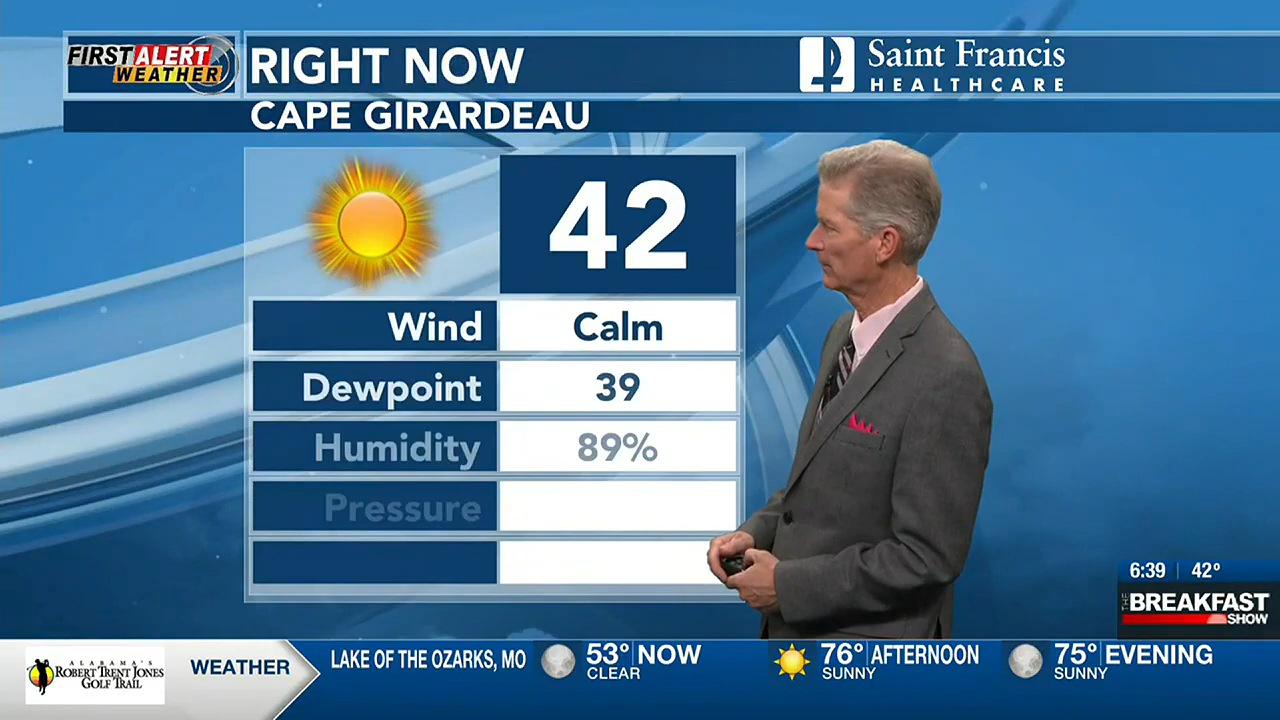 FIRST ALERT
WEATHER
RIGHT NOW
Saint Francis
HEALTHCARE
CAPE GIRARDEAU
42
Wind Calm
Dewpoint 39
Humidity 89%
Pressure
6:39 42°
THE BREAKFAST
SHOW
ALABAMA'S
ROBERT TRENT JONES
GOLF TRAIL
WEATHER
LAKE OF THE OZARKS, MO
53° NOW
CLEAR
76° AFTERNOON
SUNNY
75° EVENING
SUNNY